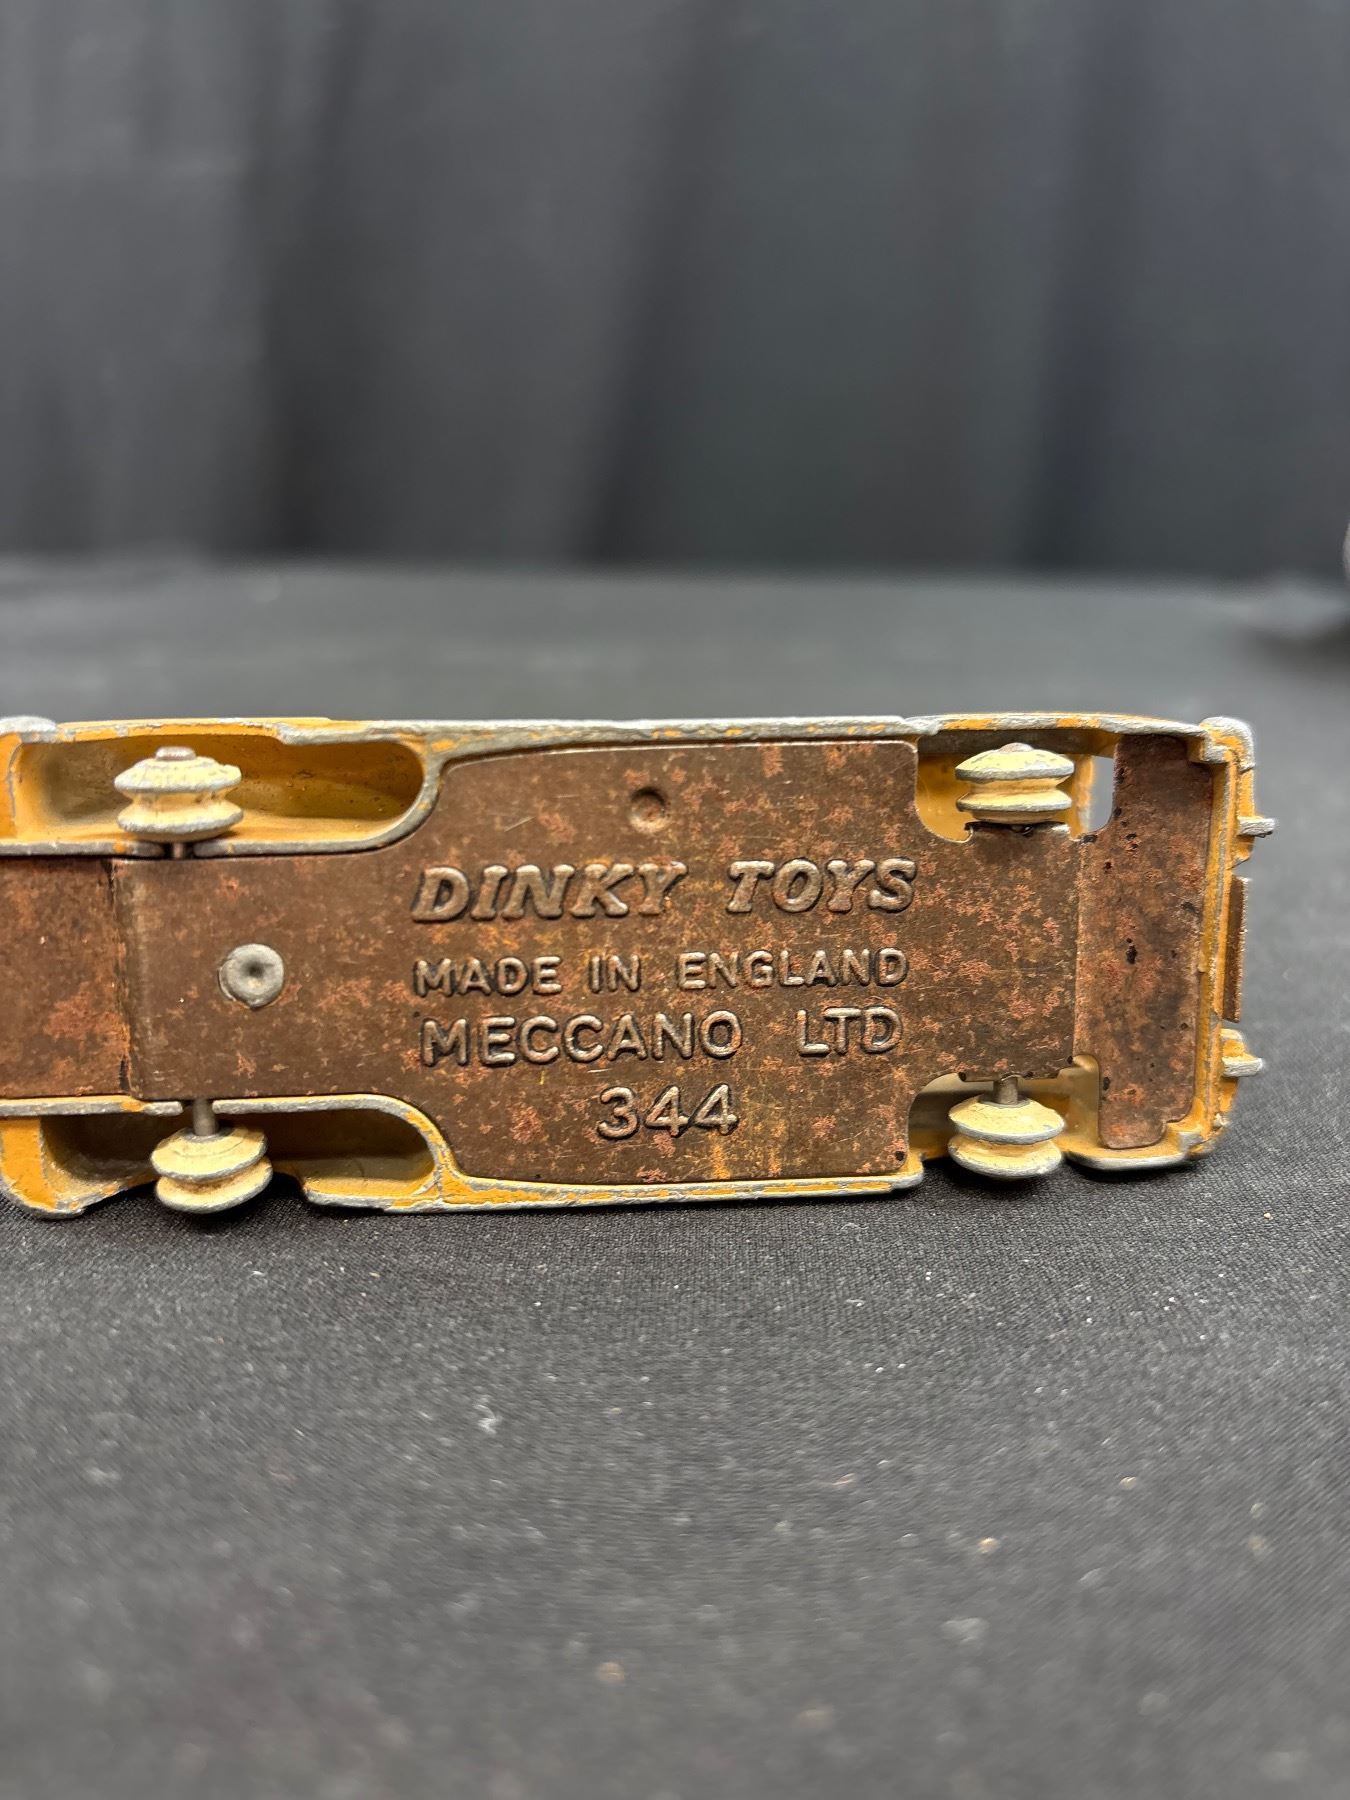 DINKY TOYS
MADE IN ENGLAND
MECCANO LTD
344